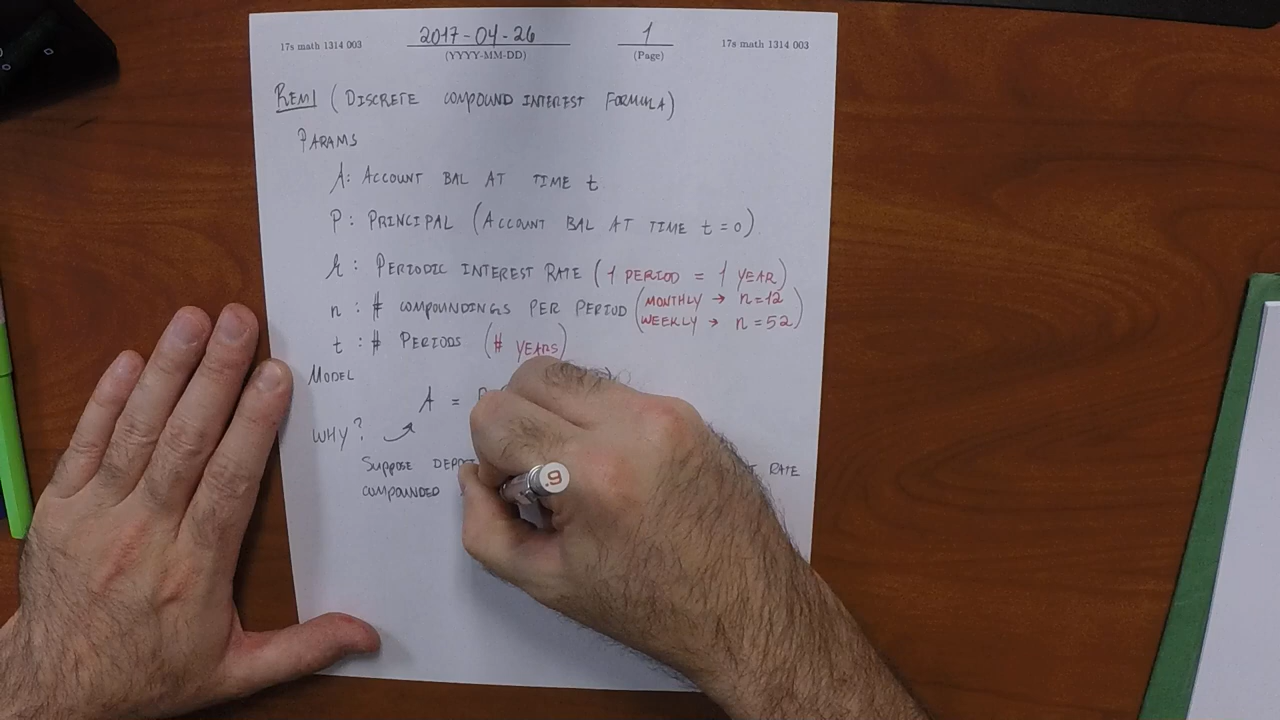 17s math 1314 003 2017-04-26 1 17s math 1314 003
(YYYY-MM-DD) (Page)
REM1 (DISCRETE COMPOUND INTEREST FORMULA)
PARAMS
A: ACCOUNT BAL AT TIME t
P: PRINCIPAL (ACCOUNT BAL AT TIME t=0).
r: PERIODIC INTEREST RATE (1 PERIOD = 1 YEAR)
n: # COMPOUNDINGS PER PERIOD (MONTHLY → n=12
WEEKLY → n=52)
t: # PERIODS (# YEARS)
MODEL
A =
WHY?
SUPPOSE RATE
COMPOUNDED